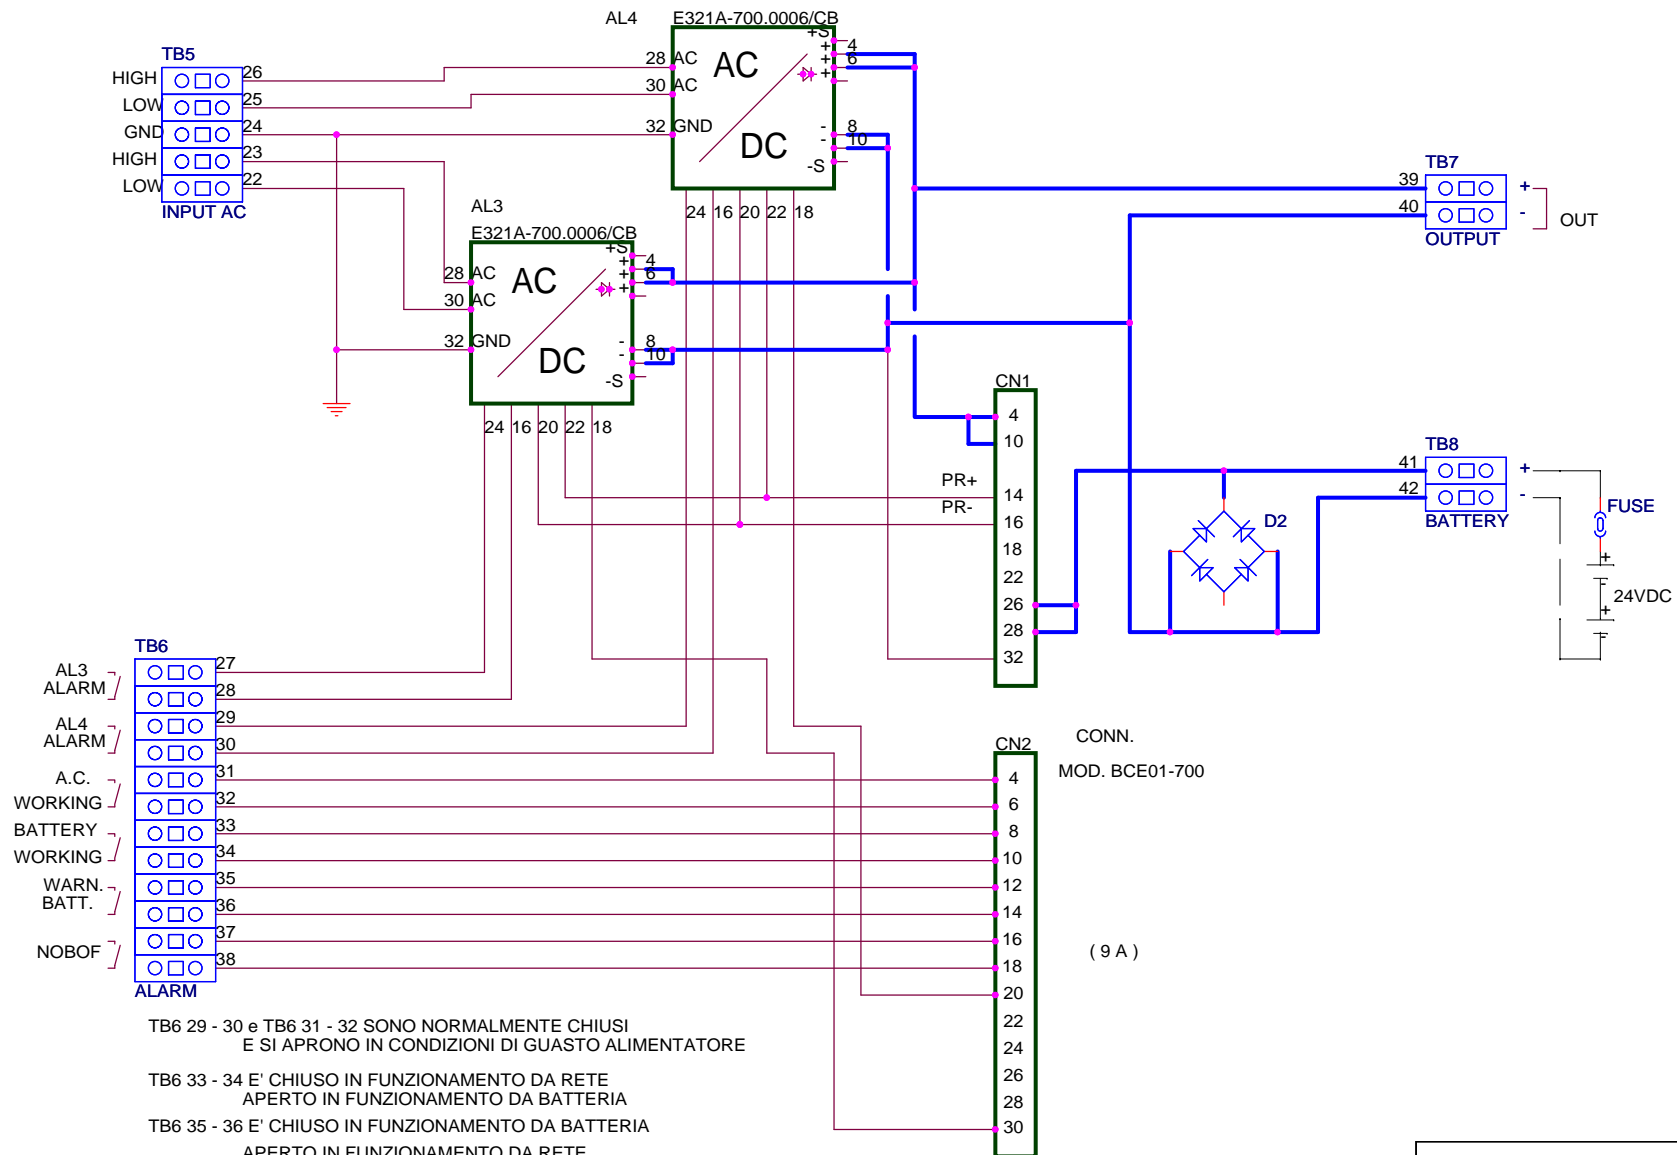 AL4 E321A-700.0006/CB
TB5
HIGH 26
LOW 25
GND 24
HIGH 23
LOW 22
INPUT AC
28 AC
30 AC
32 GND
AC
DC
+S
+ 4
+ 6
+
- 8
- 10
-S
24 16 20 22 18
AL3
E321A-700.0006/CB
28 AC
30 AC
32 GND
AC
DC
+S
+ 4
+ 6
+
- 8
- 10
-S
24 16 20 22 18
TB7
39 +
40 -
OUT
OUTPUT
CN1
4
10
PR+ 14
PR- 16
18
22
26
28
32
D2
TB8
41 +
42 -
BATTERY
FUSE
+
-
24VDC
+
-
TB6
AL3
ALARM
27
28
AL4
ALARM
29
30
A.C.
WORKING
31
32
BATTERY
WORKING
33
34
WARN.
BATT.
35
36
NOBOF
37
38
ALARM
CN2
CONN.
MOD. BCE01-700
4
6
8
10
12
14
16
18
20
22
24
26
28
30
( 9 A )
TB6 29 - 30 e TB6 31 - 32 SONO NORMALMENTE CHIUSI
E SI APRONO IN CONDIZIONI DI GUASTO ALIMENTATORE
TB6 33 - 34 E' CHIUSO IN FUNZIONAMENTO DA RETE
APERTO IN FUNZIONAMENTO DA BATTERIA
TB6 35 - 36 E' CHIUSO IN FUNZIONAMENTO DA BATTERIA
APERTO IN FUNZIONAMENTO DA RETE